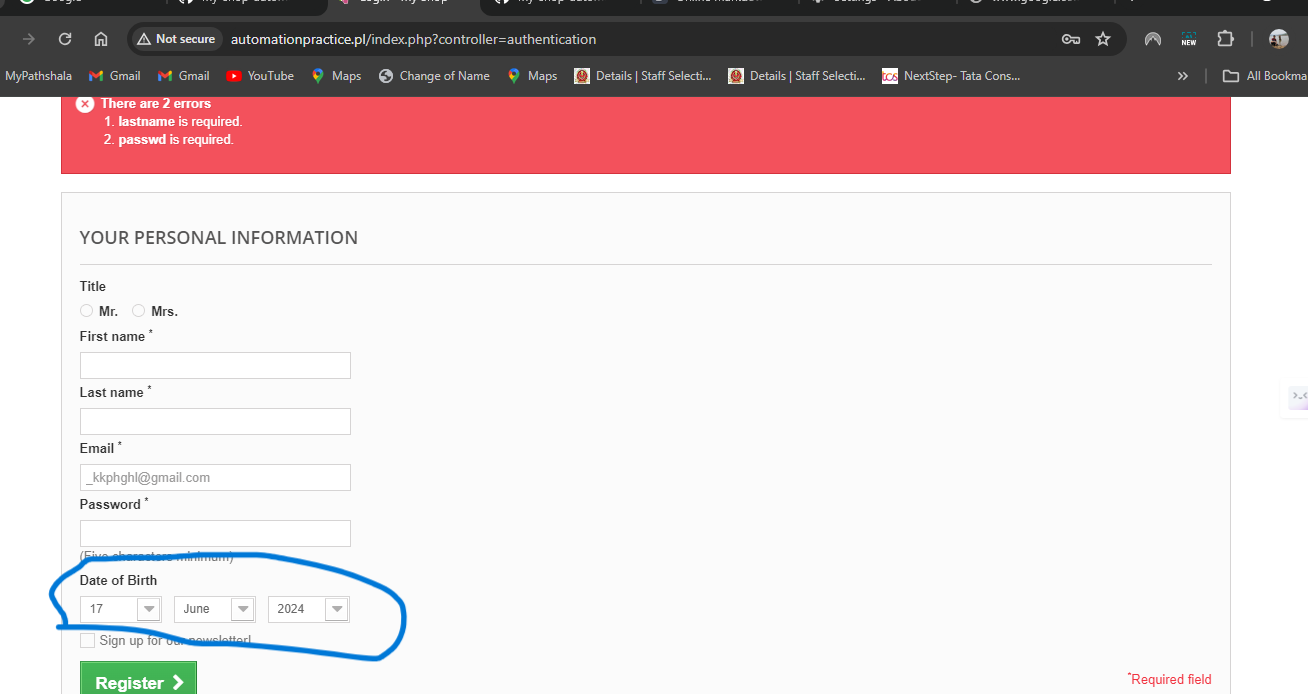 Google
Not secure
automationpractice.pl/index.php?controller=authentication
NEW
MyPathshala
Gmail
Gmail
YouTube
Maps
Change of Name
Maps
Details | Staff Selecti...
Details | Staff Selecti...
tcs
NextStep- Tata Cons...
»
All Bookma
There are 2 errors
1. lastname is required.
2. passwd is required.
YOUR PERSONAL INFORMATION
Title
Mr. Mrs.
First name *
Last name *
Email *
_kkphghl@gmail.com
Password *
(Five characters minimum)
Date of Birth
17 June 2024
Sign up for our newsletter!
Register
*Required field